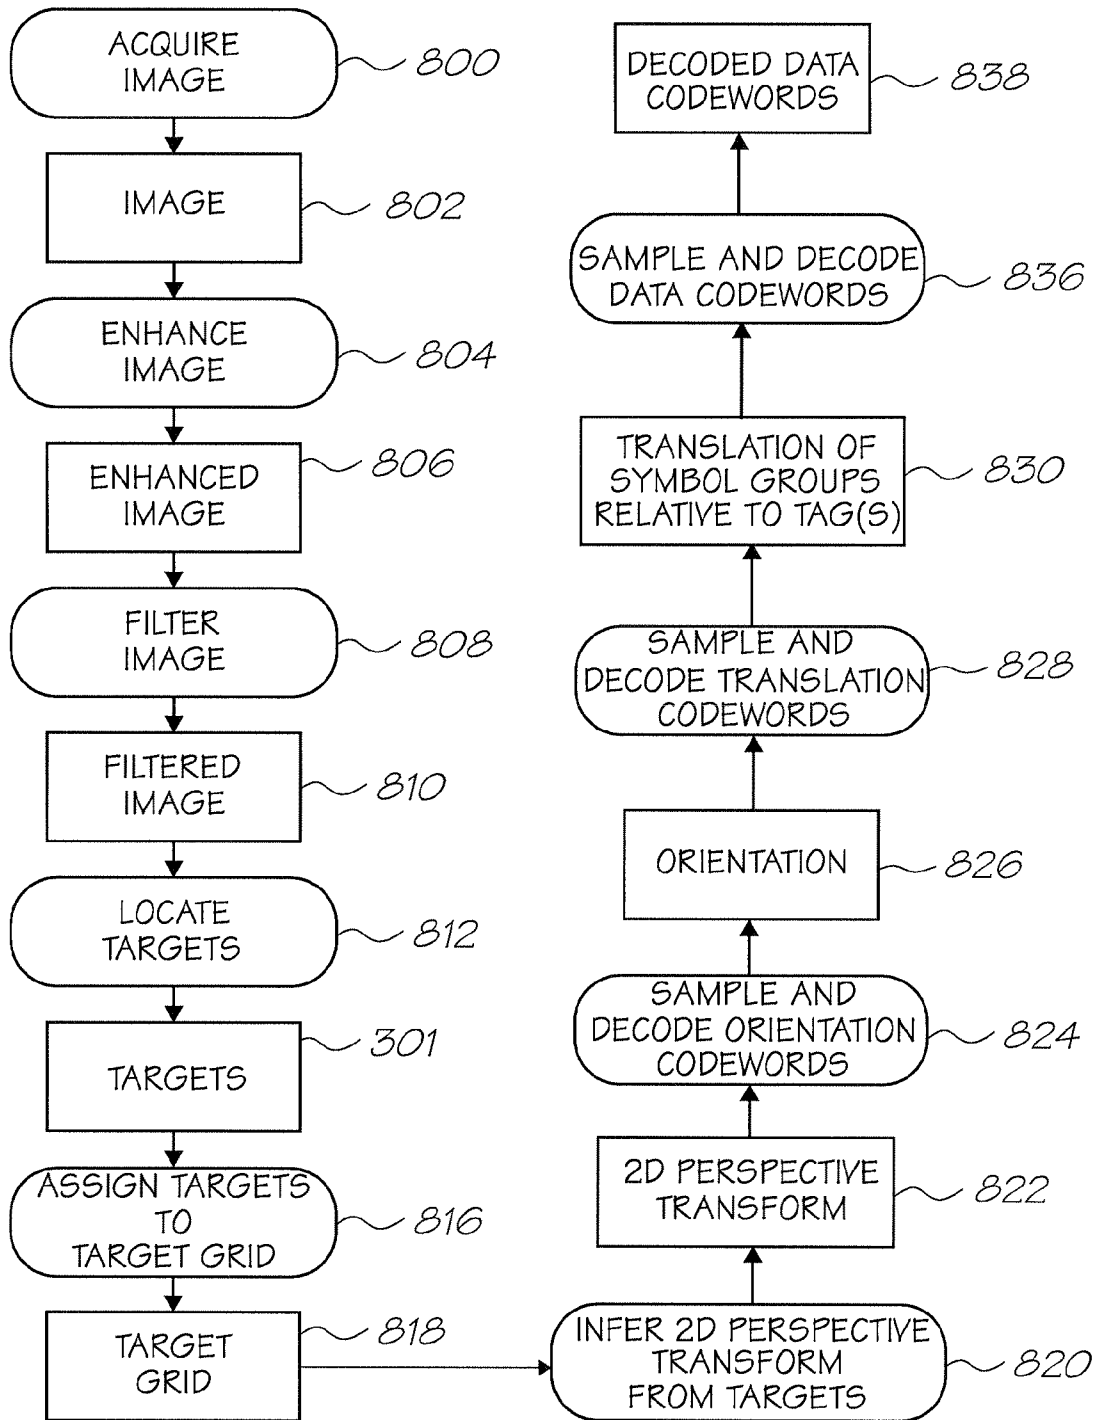 ACQUIRE
IMAGE
800
IMAGE
802
ENHANCE
IMAGE
804
ENHANCED
IMAGE
806
FILTER
IMAGE
808
FILTERED
IMAGE
810
LOCATE
TARGETS
812
TARGETS
301
ASSIGN TARGETS
TO
TARGET GRID
816
TARGET
GRID
818
INFER 2D PERSPECTIVE
TRANSFORM
FROM TARGETS
820
2D PERSPECTIVE
TRANSFORM
822
SAMPLE AND
DECODE ORIENTATION
CODEWORDS
824
ORIENTATION
826
SAMPLE AND
DECODE TRANSLATION
CODEWORDS
828
TRANSLATION OF
SYMBOL GROUPS
RELATIVE TO TAG(S)
830
SAMPLE AND DECODE
DATA CODEWORDS
836
DECODED DATA
CODEWORDS
838